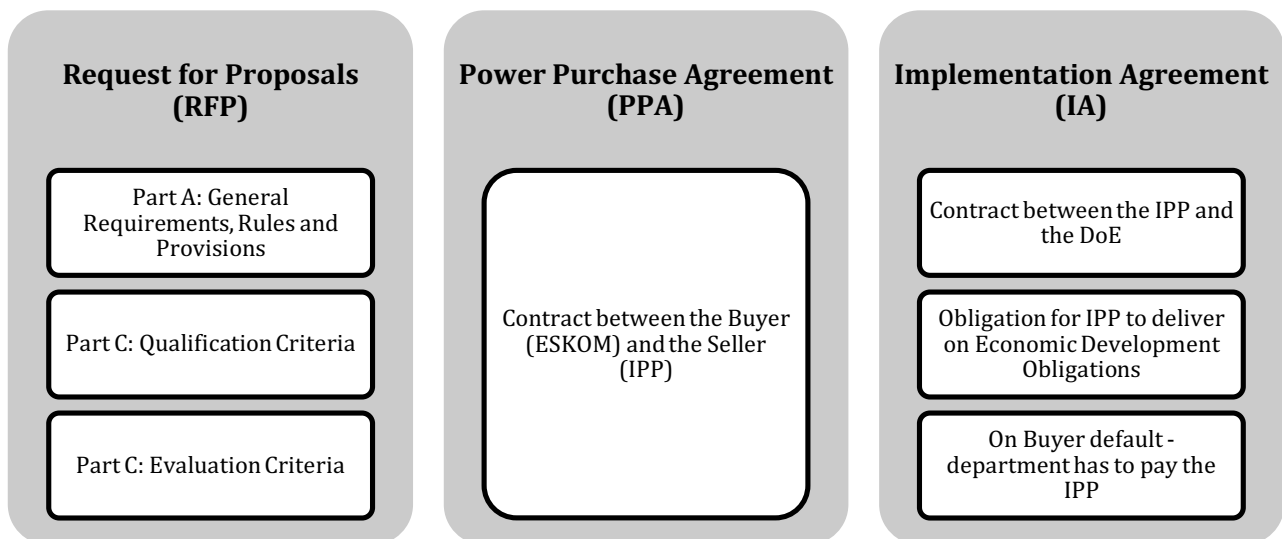 Request for Proposals
(RFP)
Part A: General
Requirements, Rules and
Provisions
Part C: Qualification Criteria
Part C: Evaluation Criteria
Power Purchase Agreement
(PPA)
Contract between the Buyer
(ESKOM) and the Seller
(IPP)
Implementation Agreement
(IA)
Contract between the IPP and
the DoE
Obligation for IPP to deliver
on Economic Development
Obligations
On Buyer default -
department has to pay the
IPP